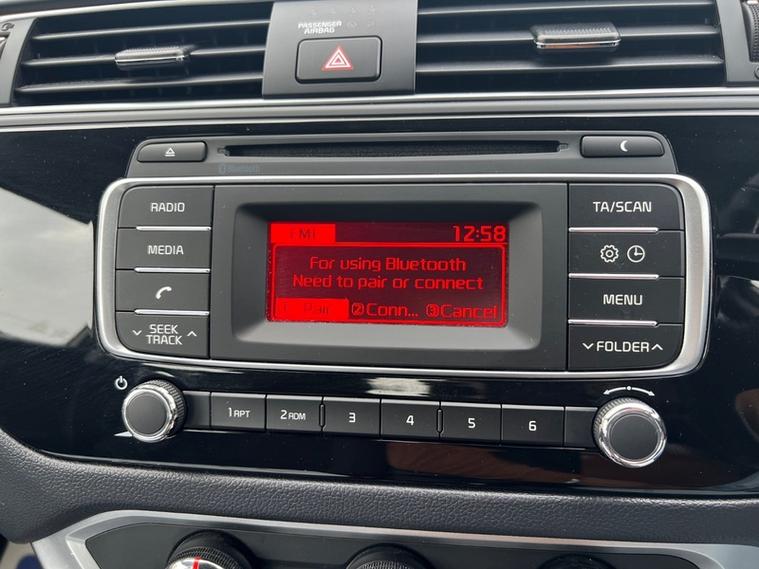 PASSENGER
AIRBAG
Bluetooth
RADIO
MEDIA
SEEK
TRACK
12:58
For using Bluetooth
Need to pair or connect
Pair ②Conn... ③Cancel
TA/SCAN
MENU
FOLDER
1 RPT
2 RDM
3
4
5
6